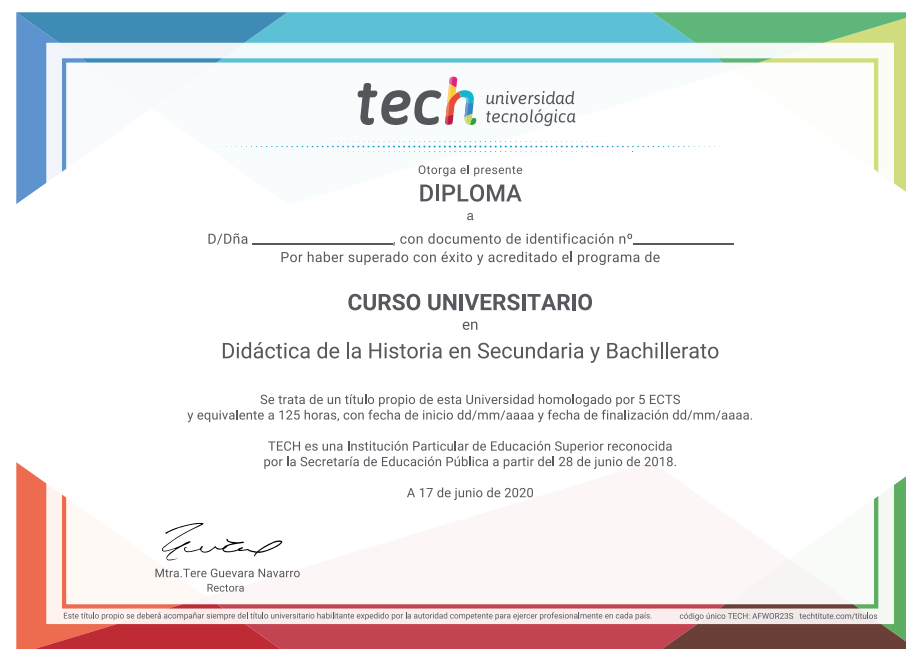 tech universidad
tecnológica
Otorga el presente
DIPLOMA
a
D/Dña ____________________, con documento de identificación nº______________
Por haber superado con éxito y acreditado el programa de
CURSO UNIVERSITARIO
en
Didáctica de la Historia en Secundaria y Bachillerato
Se trata de un título propio de esta Universidad homologado por 5 ECTS
y equivalente a 125 horas, con fecha de inicio dd/mm/aaaa y fecha de finalización dd/mm/aaaa.
TECH es una Institución Particular de Educación Superior reconocida
por la Secretaría de Educación Pública a partir del 28 de junio de 2018.
A 17 de junio de 2020
Mtra.Tere Guevara Navarro
Rectora
Este título propio se deberá acompañar siempre del título universitario habilitante expedido por la autoridad competente para ejercer profesionalmente en cada país. código único TECH: AFWOR23S techtitute.com/titulos